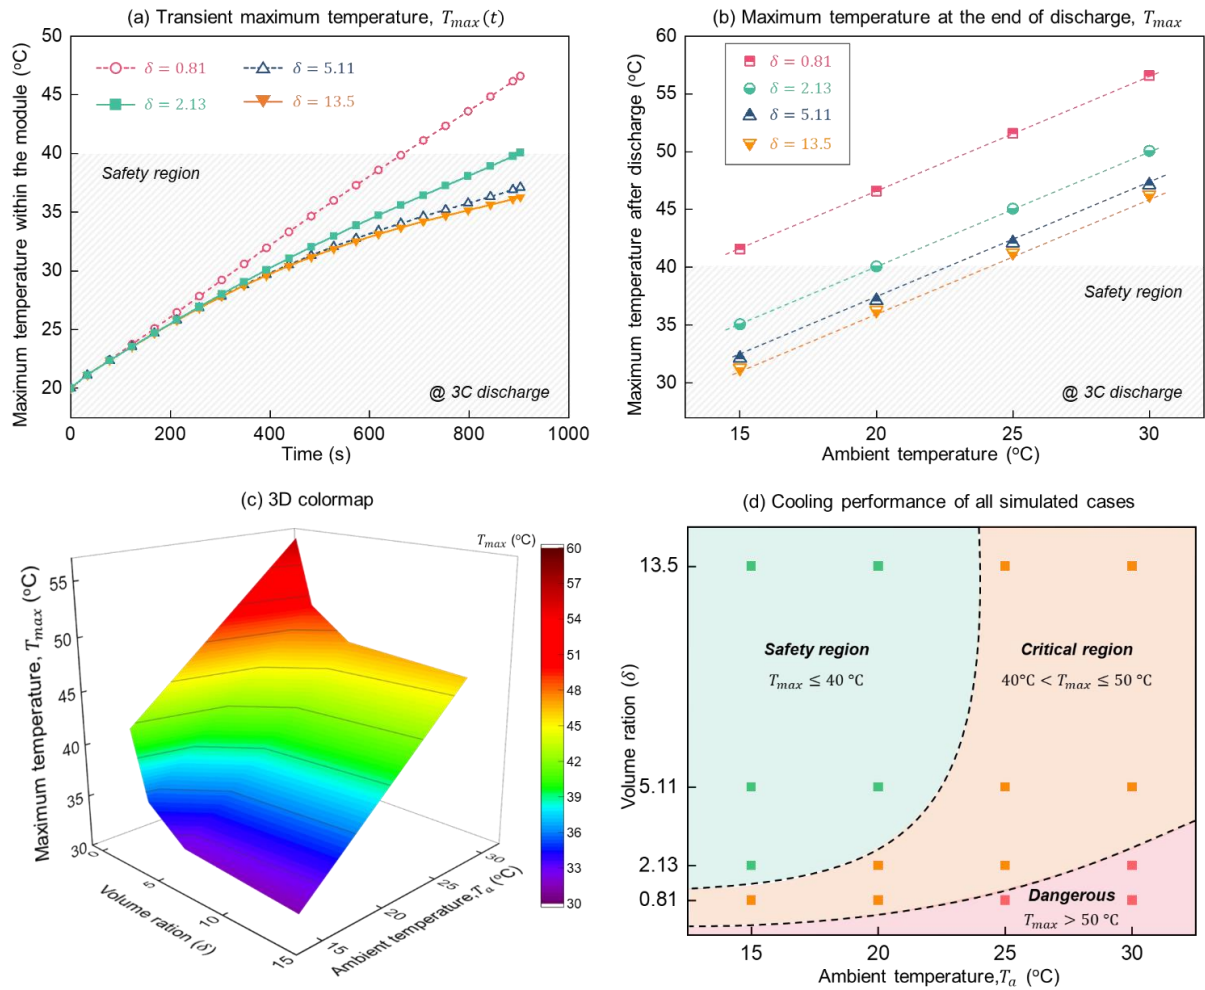 (a) Transient maximum temperature, T_max(t)
Maximum temperature within the module (°C)
50
45
40
35
30
25
20
δ = 0.81
δ = 5.11
δ = 2.13
δ = 13.5
Safety region
@ 3C discharge
0
200
400
600
800
1000
Time (s)
(b) Maximum temperature at the end of discharge, T_max
Maximum temperature after discharge (°C)
60
55
50
45
40
35
30
δ = 0.81
δ = 2.13
δ = 5.11
δ = 13.5
Safety region
@ 3C discharge
15
20
25
30
Ambient temperature (°C)
(c) 3D colormap
Maximum temperature, T_max (°C)
55
50
45
40
35
30
0
5
10
15
Volume ration (δ)
15
20
25
30
Ambient temperature,T_a (°C)
T_max (°C)
60
57
54
51
48
45
42
39
36
33
30
(d) Cooling performance of all simulated cases
Volume ration (δ)
13.5
5.11
2.13
0.81
Safety region
T_max ≤ 40 °C
Critical region
40°C < T_max ≤ 50 °C
Dangerous
T_max > 50 °C
15
20
25
30
Ambient temperature,T_a (°C)